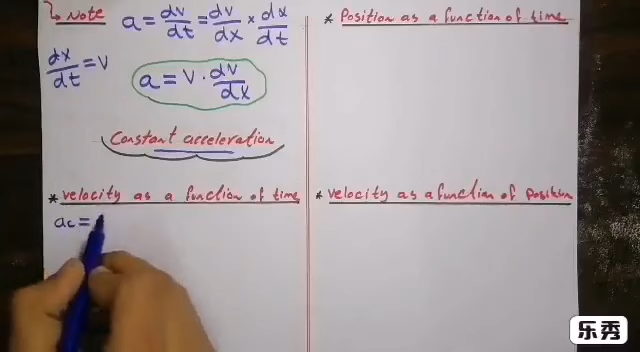 Note
a = dv/dt = dv/dx × dx/dt
dx/dt = v
a = v · dv/dx
Constant acceleration
* velocity as a function of time
ac =
* Position as a function of time
* velocity as a function of position
乐秀